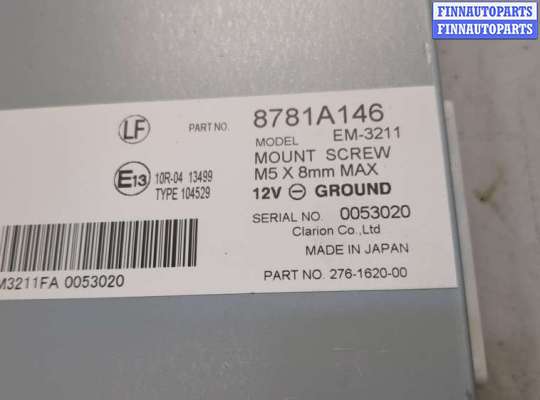 FINNAUTOPARTS
FINNAUTOPARTS
LF
PART NO. 8781A146
MODEL EM-3211
MOUNT SCREW
M5 X 8mm MAX
E13 10R-04 13499
TYPE 104529
12V ⊖ GROUND
SERIAL NO. 0053020
Clarion Co.,Ltd
MADE IN JAPAN
M3211FA 0053020
PART NO. 276-1620-00